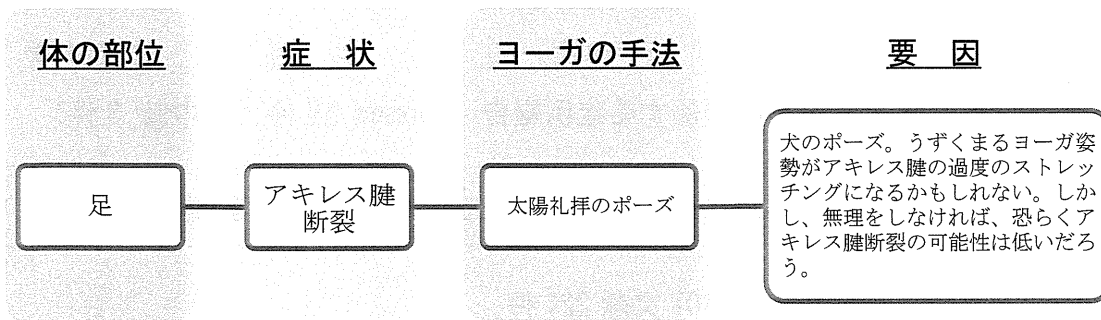 体の部位
症　状
ヨーガの手法
要　因
足
アキレス腱
断裂
太陽礼拝のポーズ
犬のポーズ。うずくまるヨーガ姿
勢がアキレス腱の過度のストレッ
チングになるかもしれない。しか
し、無理をしなければ、恐らくア
キレス腱断裂の可能性は低いだろ
う。